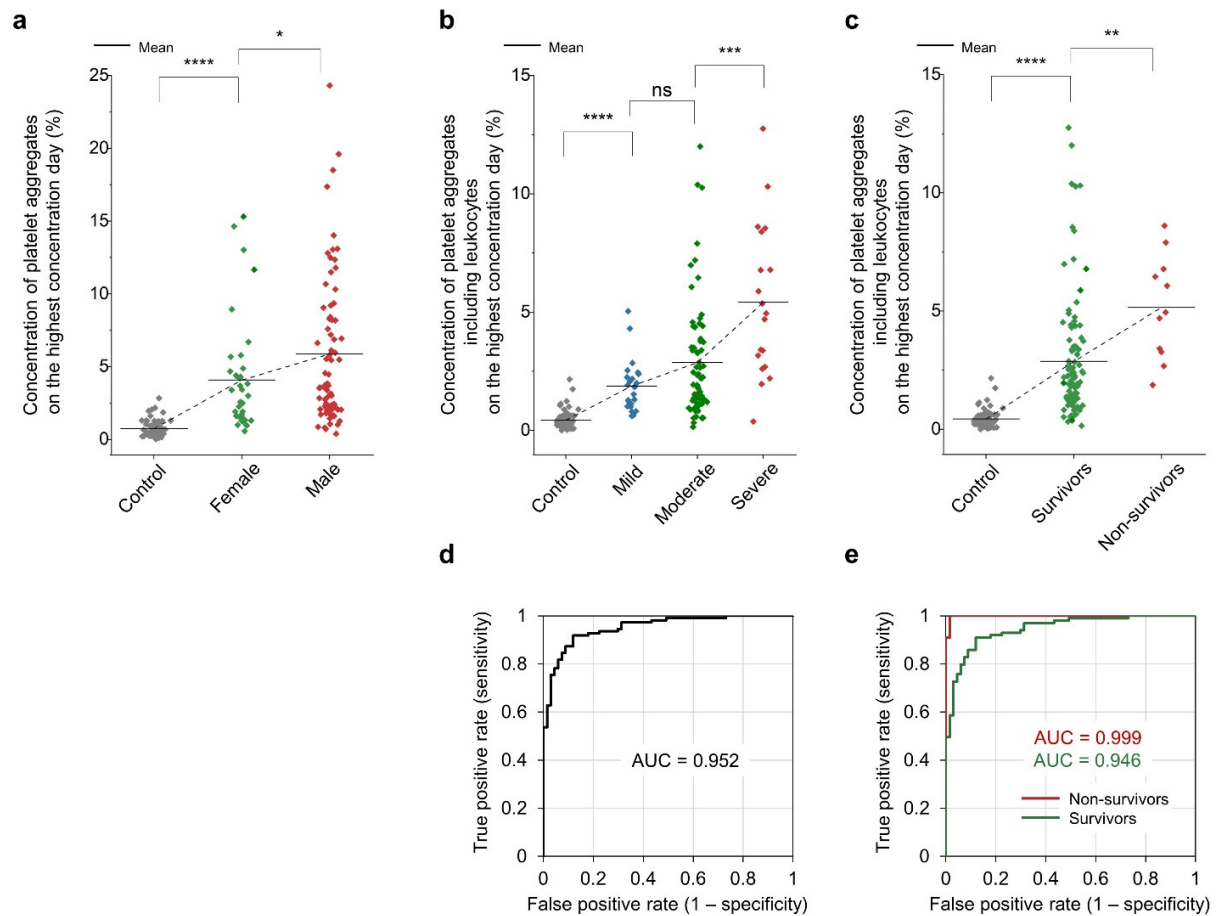 a
Mean
*
****
Concentration of platelet aggregates
on the highest concentration day (%)
25
20
15
10
5
0
Control
Female
Male
b
Mean
***
ns
****
Concentration of platelet aggregates
including leukocytes
on the highest concentration day (%)
15
10
5
0
Control
Mild
Moderate
Severe
c
Mean
**
****
Concentration of platelet aggregates
including leukocytes
on the highest concentration day (%)
15
10
5
0
Control
Survivors
Non-survivors
d
True positive rate (sensitivity)
1
0.8
0.6
0.4
0.2
0
AUC = 0.952
0 0.2 0.4 0.6 0.8 1
False positive rate (1 – specificity)
e
True positive rate (sensitivity)
1
0.8
0.6
0.4
0.2
0
AUC = 0.999
AUC = 0.946
Non-survivors
Survivors
0 0.2 0.4 0.6 0.8 1
False positive rate (1 – specificity)